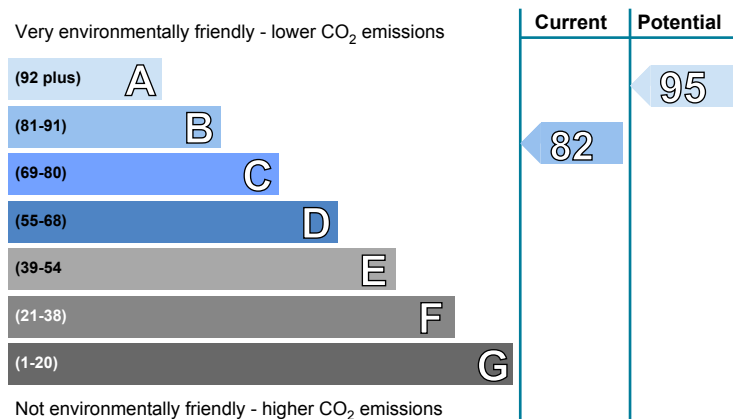 Very environmentally friendly - lower CO₂ emissions
Current Potential
(92 plus) A
95
(81-91) B
82
(69-80) C
(55-68) D
(39-54 E
(21-38) F
(1-20) G
Not environmentally friendly - higher CO₂ emissions